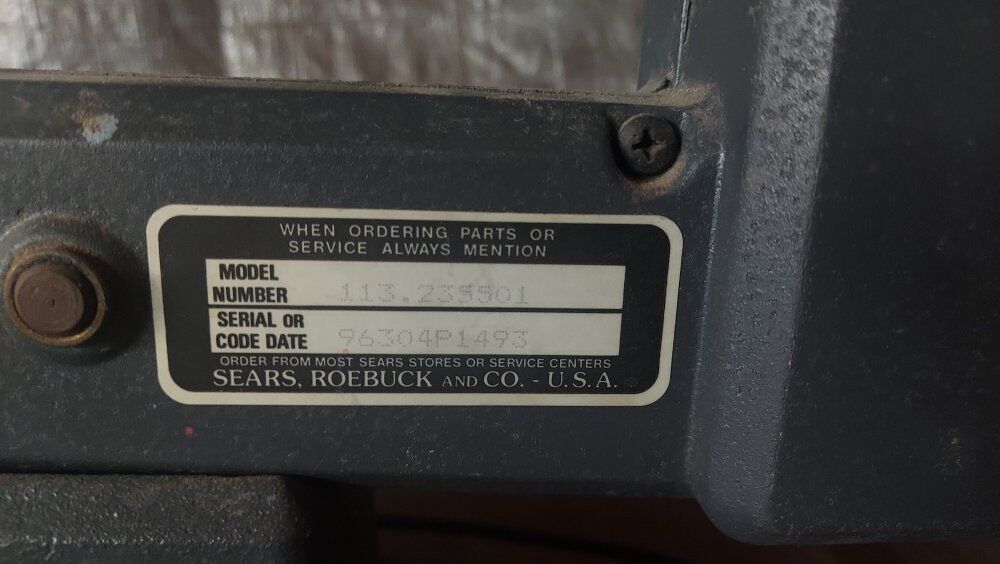 WHEN ORDERING PARTS OR
SERVICE ALWAYS MENTION
MODEL
NUMBER 113.235501
SERIAL OR
CODE DATE 96304P1493
ORDER FROM MOST SEARS STORES OR SERVICE CENTERS
SEARS, ROEBUCK AND CO. - U.S.A.